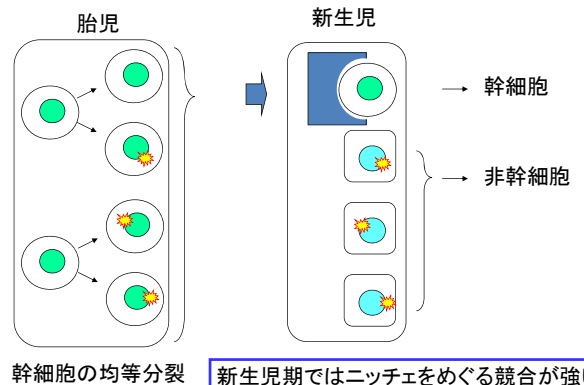 胎児
新生児
幹細胞
非幹細胞
幹細胞の均等分裂
新生児期ではニッチェをめぐる競合が強い